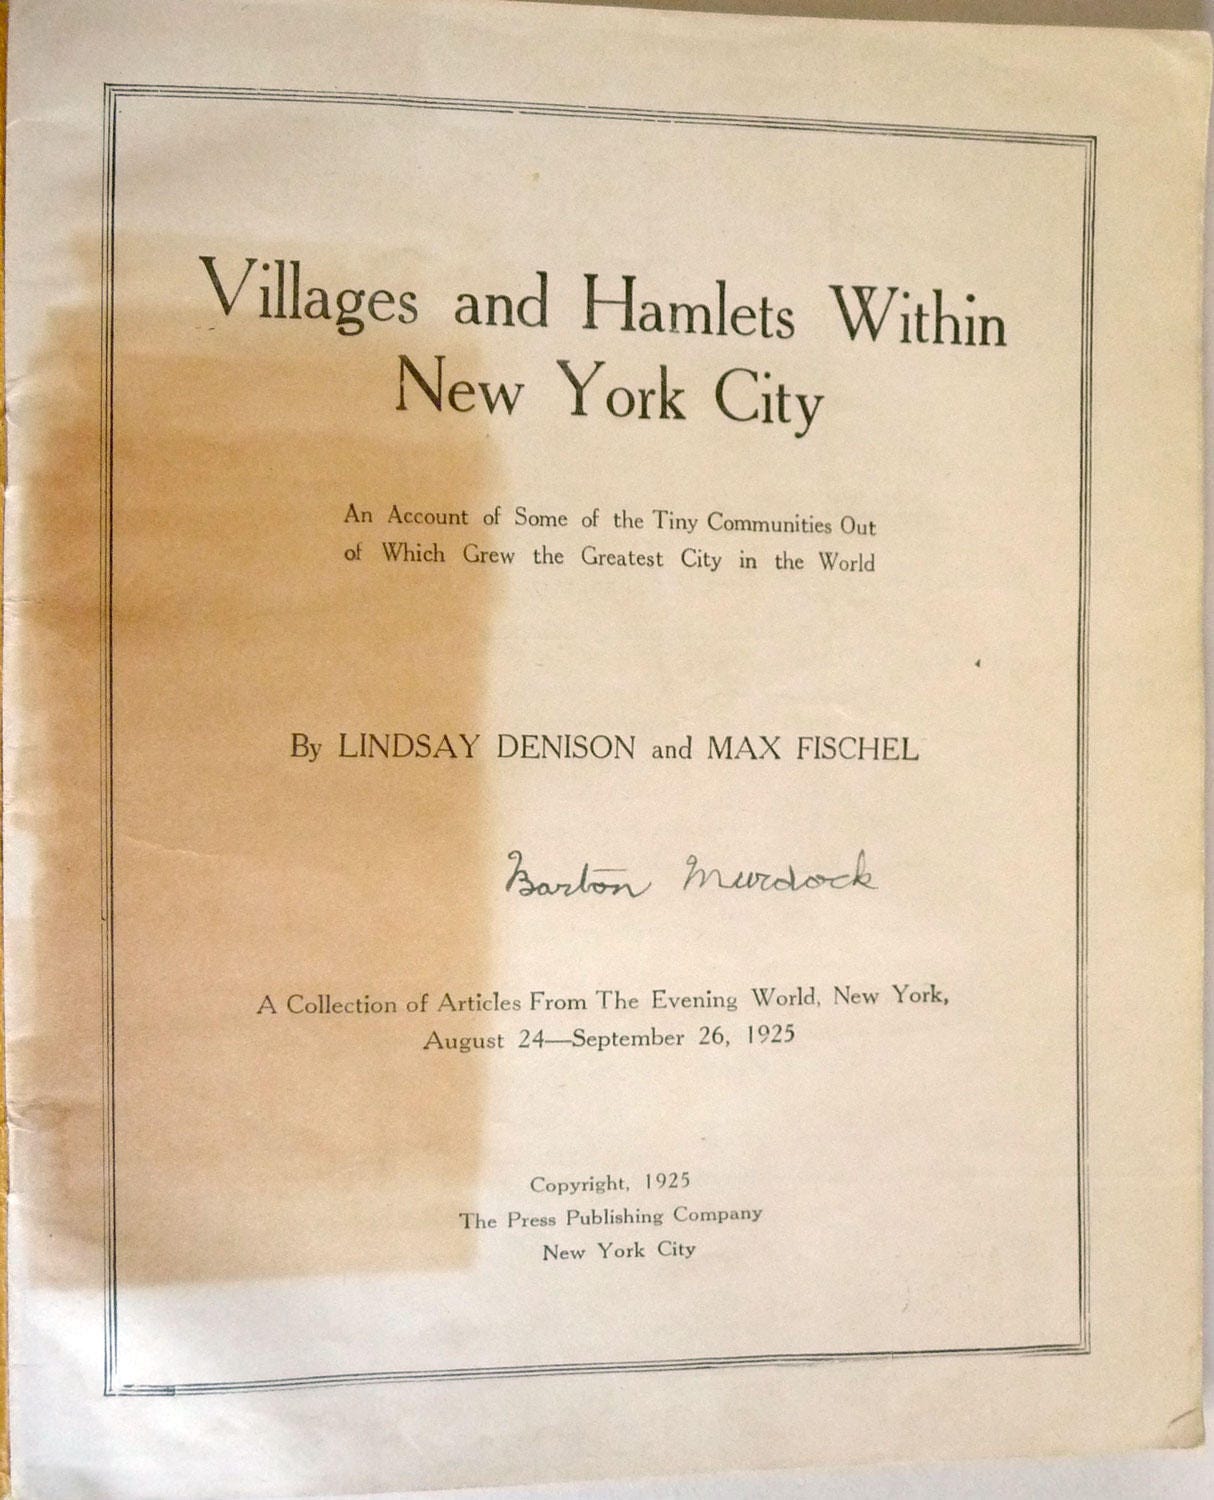 Villages and Hamlets Within
New York City
An Account of Some of the Tiny Communities Out
of Which Grew the Greatest City in the World
By LINDSAY DENISON and MAX FISCHEL
Barton Murdock
A Collection of Articles From The Evening World, New York,
August 24—September 26, 1925
Copyright, 1925
The Press Publishing Company
New York City